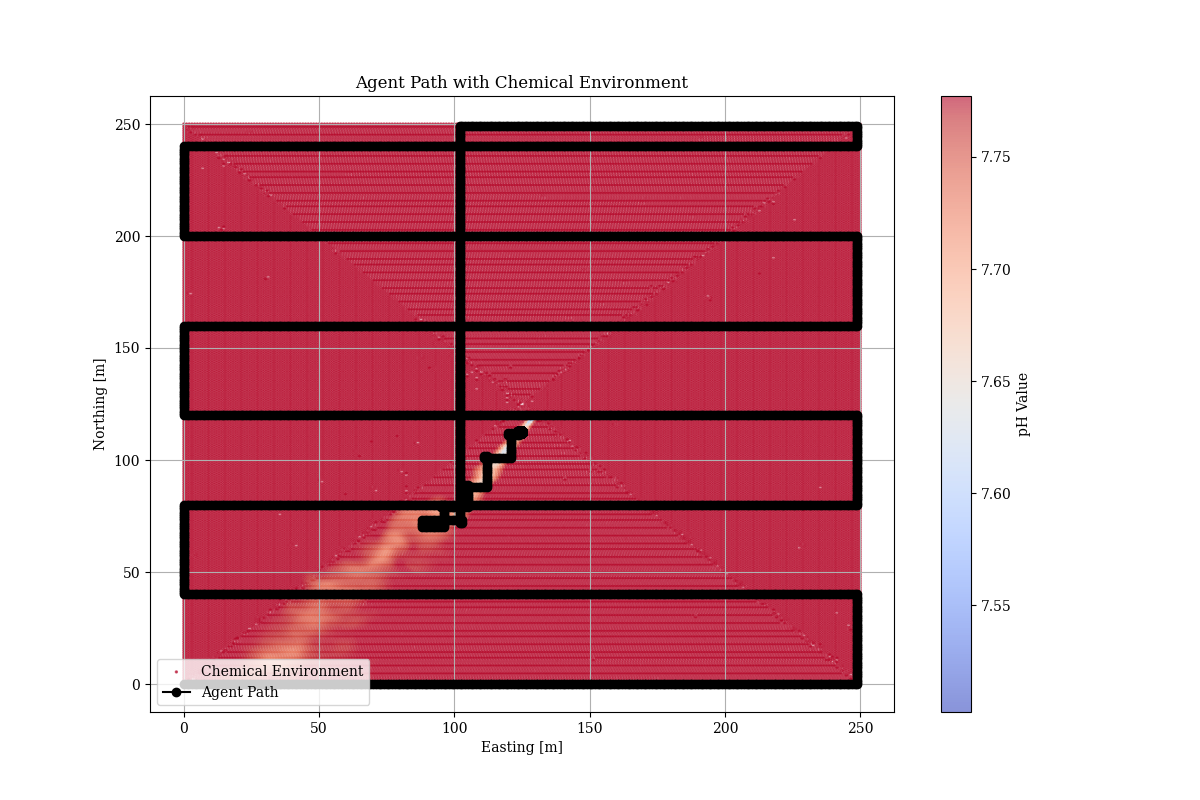 Agent Path with Chemical Environment
250
200
150
100
50
0
Northing [m]
0
50
100
150
200
250
Easting [m]
Chemical Environment
Agent Path
7.75
7.70
7.65
7.60
7.55
pH Value